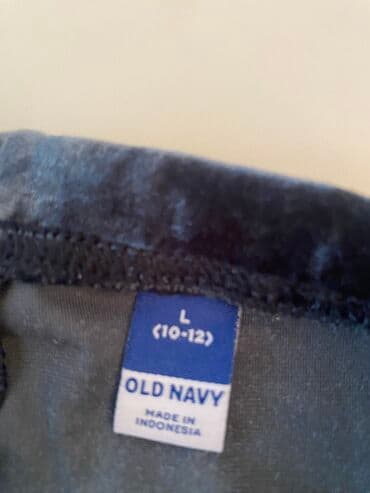 L
(10-12)
OLD NAVY
MADE IN
INDONESIA